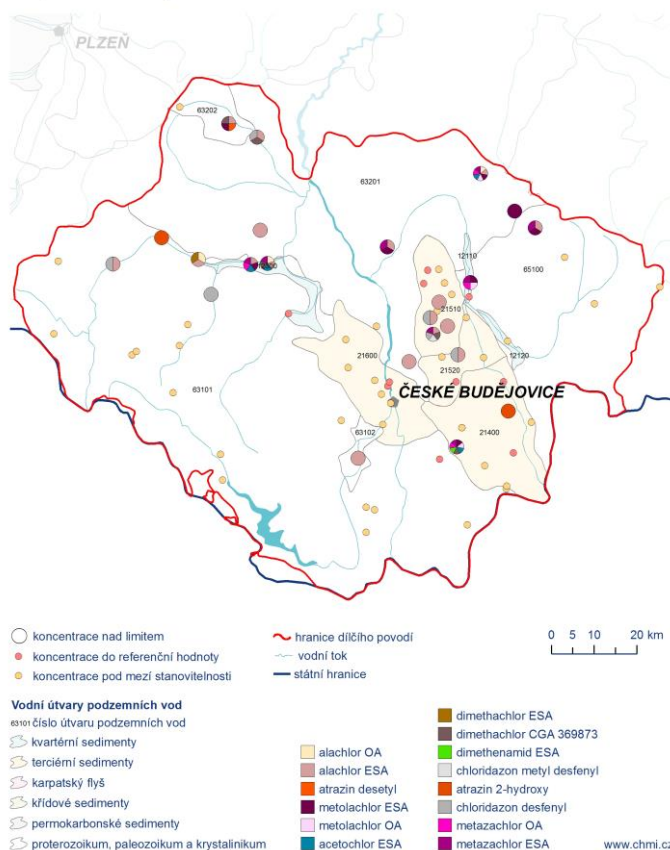 PLZEŇ
63202
63201
12110
65100
21510
21600
21520
12120
ČESKÉ BUDĚJOVICE
63101
63102
21400
koncentrace nad limitem
koncentrace do referenční hodnoty
koncentrace pod mezí stanovitelnosti
hranice dílčího povodí
vodní tok
státní hranice
0 5 10 20 km
Vodní útvary podzemních vod
63101 číslo útvaru podzemních vod
kvartérní sedimenty
terciérní sedimenty
karpatský flyš
křídové sedimenty
permokarbonské sedimenty
proterozoikum, paleozoikum a krystalinikum
alachlor OA
alachlor ESA
atrazin desetyl
metolachlor ESA
metolachlor OA
acetochlor ESA
dimethachlor ESA
dimethachlor CGA 369873
dimethenamid ESA
chloridazon metyl desfenyl
atrazin 2-hydroxy
chloridazon desfenyl
metazachlor OA
metazachlor ESA
www.chmi.cz